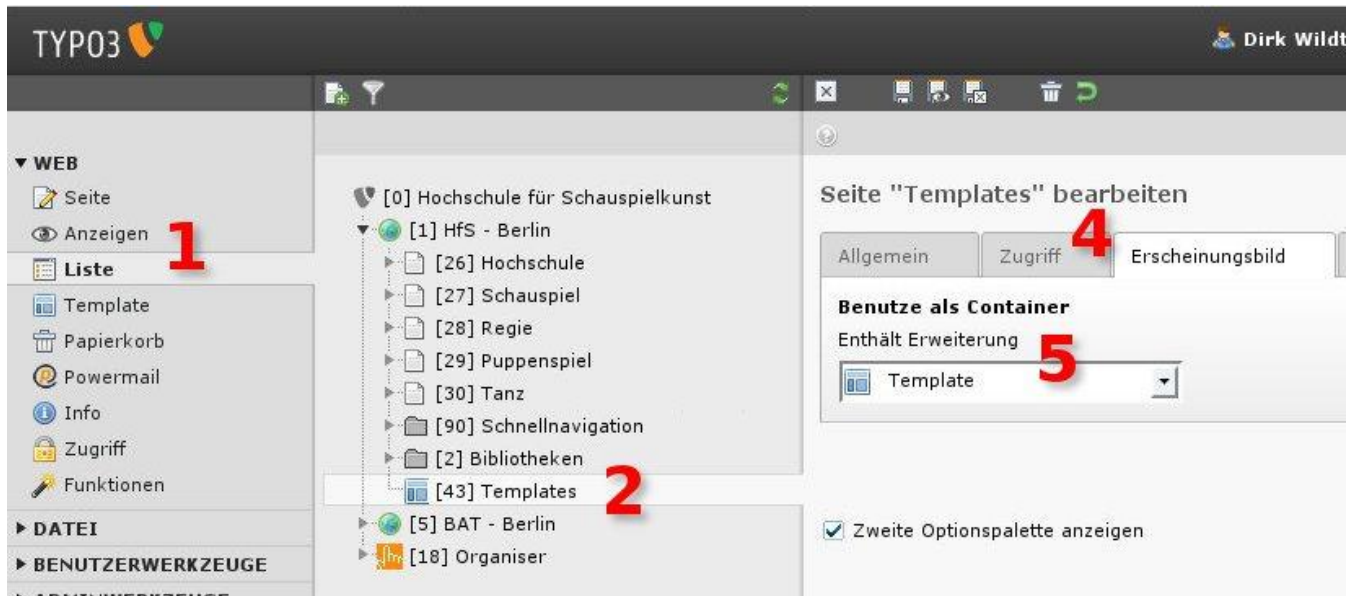 TYPO3
Dirk Wildt
WEB
Seite
Anzeigen
1
Liste
Template
Papierkorb
Powermail
Info
Zugriff
Funktionen
DATEI
BENUTZERWERKZEUGE
[0] Hochschule für Schauspielkunst
[1] HfS - Berlin
[26] Hochschule
[27] Schauspiel
[28] Regie
[29] Puppenspiel
[30] Tanz
[90] Schnellnavigation
[2] Bibliotheken
[43] Templates
2
[5] BAT - Berlin
[18] Organiser
Seite "Templates" bearbeiten
4
Allgemein Zugriff Erscheinungsbild
Benutze als Container
Enthält Erweiterung
5
Template
Zweite Optionspalette anzeigen